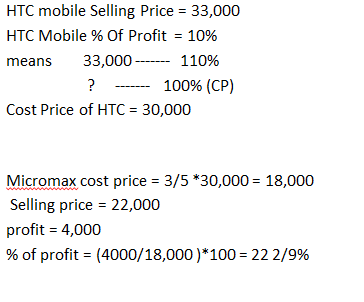 HTC mobile Selling Price = 33,000
HTC Mobile % Of Profit = 10%
means 33,000 ------- 110%
? ------- 100% (CP)
Cost Price of HTC = 30,000
Micromax cost price = 3/5 *30,000 = 18,000
Selling price = 22,000
profit = 4,000
% of profit = (4000/18,000 )*100 = 22 2/9%